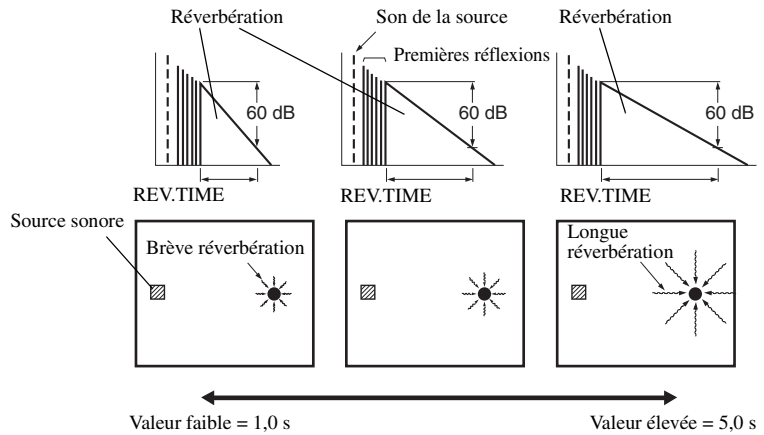 Réverbération
Son de la source
Réverbération
Premières réflexions
60 dB
60 dB
60 dB
REV.TIME
REV.TIME
REV.TIME
Source sonore
Brève réverbération
Longue
réverbération
Valeur faible = 1,0 s
Valeur élevée = 5,0 s